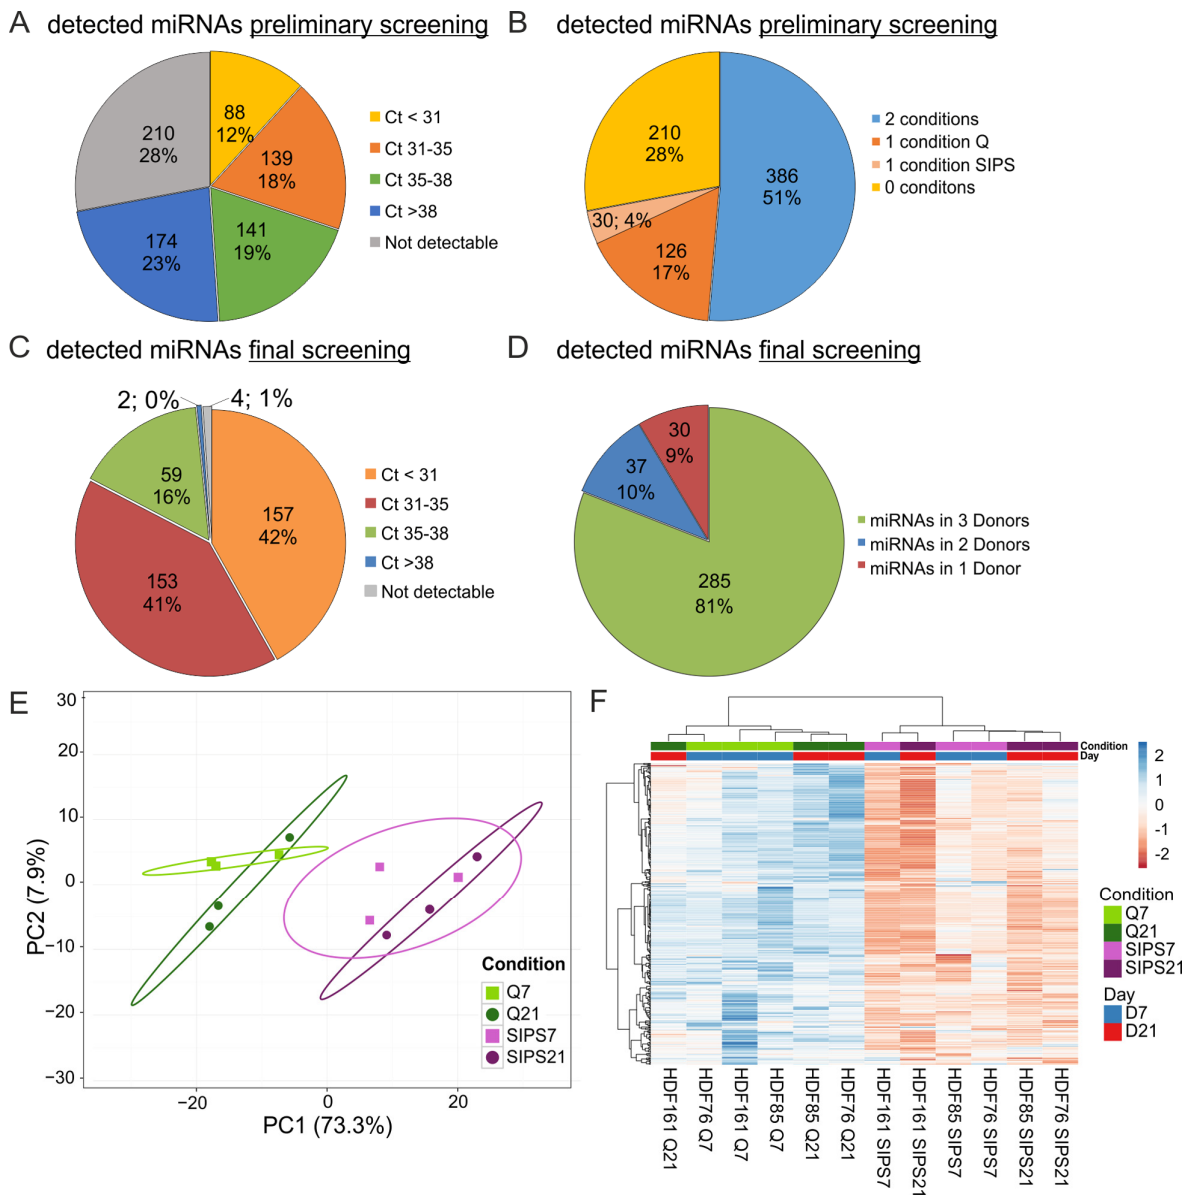 A detected miRNAs preliminary screening
88
12%
139
18%
141
19%
174
23%
210
28%
Ct < 31
Ct 31-35
Ct 35-38
Ct >38
Not detectable
B detected miRNAs preliminary screening
386
51%
126
17%
30; 4%
210
28%
2 conditions
1 condition Q
1 condition SIPS
0 conditons
C detected miRNAs final screening
2; 0%
4; 1%
157
42%
153
41%
59
16%
Ct < 31
Ct 31-35
Ct 35-38
Ct >38
Not detectable
D detected miRNAs final screening
30
9%
37
10%
285
81%
miRNAs in 3 Donors
miRNAs in 2 Donors
miRNAs in 1 Donor
E
30
20
10
0
−10
−20
−30
PC2 (7.9%)
−20
0
20
PC1 (73.3%)
Condition
Q7
Q21
SIPS7
SIPS21
F
Condition
Day
2
1
0
-1
-2
Condition
Q7
Q21
SIPS7
SIPS21
Day
D7
D21
HDF161 Q21
HDF76 Q7
HDF161 Q7
HDF85 Q7
HDF85 Q21
HDF76 Q21
HDF161 SIPS7
HDF161 SIPS21
HDF85 SIPS7
HDF76 SIPS7
HDF85 SIPS21
HDF76 SIPS21